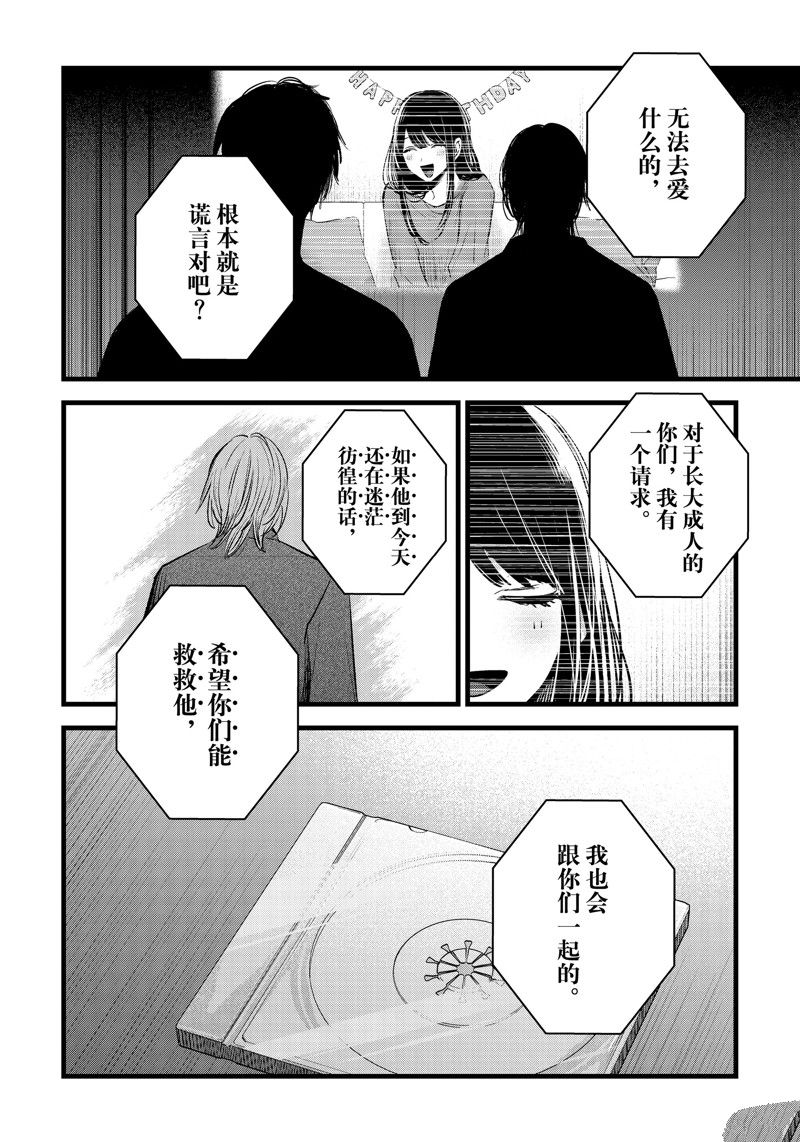 HAPPY BIRTHDAY
无法去爱
什么的，
根本就是
谎言对吧？
对于长大成人的
你们，我有
一个请求。
如果他到今天
还在迷茫
彷徨的话，
希望你们能
救救他，
我也会
跟你们一起的。